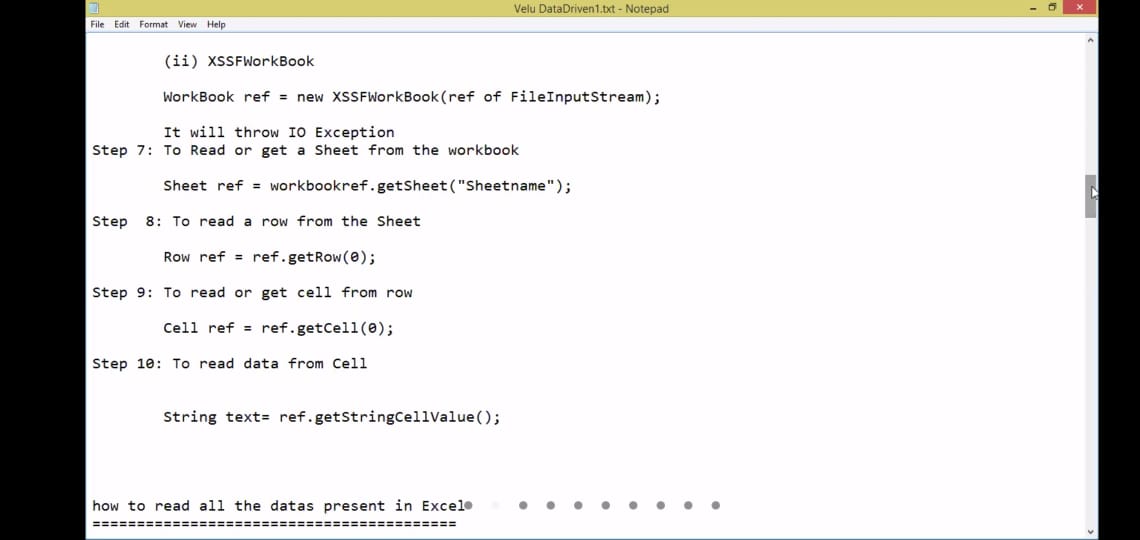 Velu DataDriven1.txt - Notepad
File Edit Format View Help
(ii) XSSFWorkBook
WorkBook ref = new XSSFWorkBook(ref of FileInputStream);
It will throw IO Exception
Step 7: To Read or get a Sheet from the workbook
Sheet ref = workbookref.getSheet("Sheetname");
Step  8: To read a row from the Sheet
Row ref = ref.getRow(0);
Step 9: To read or get cell from row
Cell ref = ref.getCell(0);
Step 10: To read data from Cell
String text= ref.getStringCellValue();
how to read all the datas present in Excel
=========================================